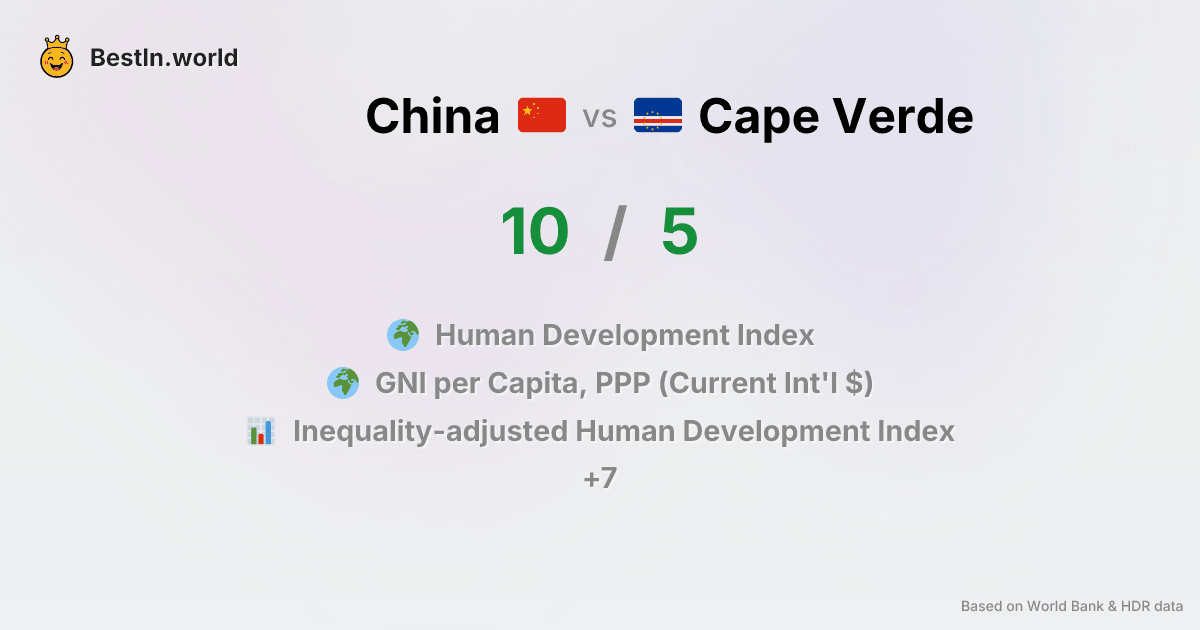 BestIn.world
China vs Cape Verde
10 / 5
Human Development Index
GNI per Capita, PPP (Current Int'l $)
Inequality-adjusted Human Development Index
+7
Based on World Bank & HDR data